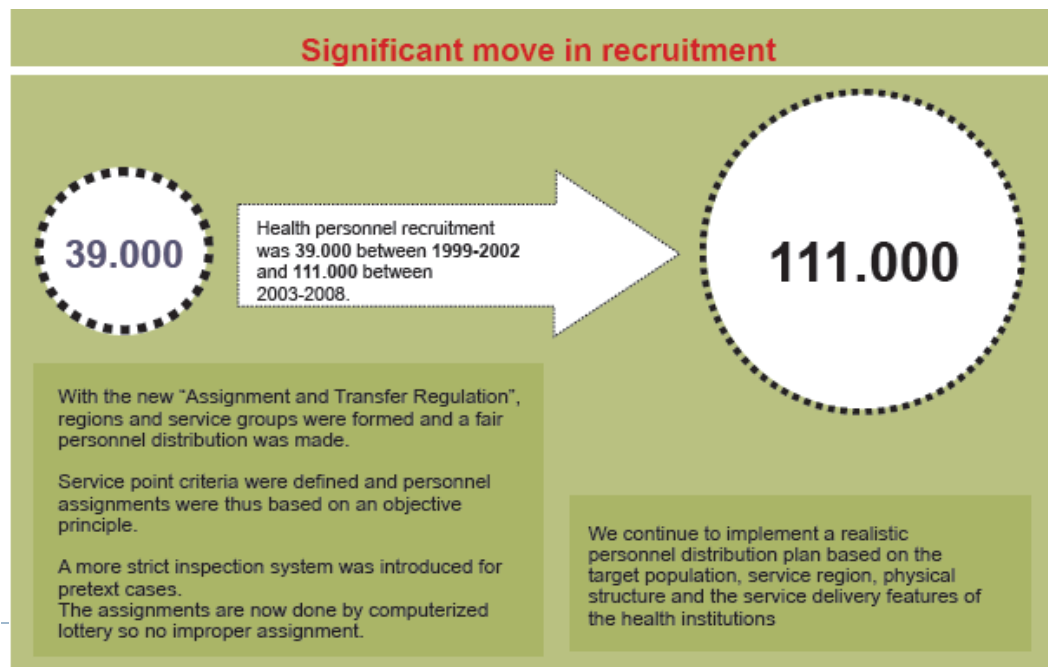 Significant move in recruitment
39.000
Health personnel recruitment
was 39.000 between 1999-2002
and 111.000 between
2003-2008.
111.000
With the new “Assignment and Transfer Regulation”,
regions and service groups were formed and a fair
personnel distribution was made.
Service point criteria were defined and personnel
assignments were thus based on an objective
principle.
A more strict inspection system was introduced for
pretext cases.
The assignments are now done by computerized
lottery so no improper assignment.
We continue to implement a realistic
personnel distribution plan based on the
target population, service region, physical
structure and the service delivery features of
the health institutions